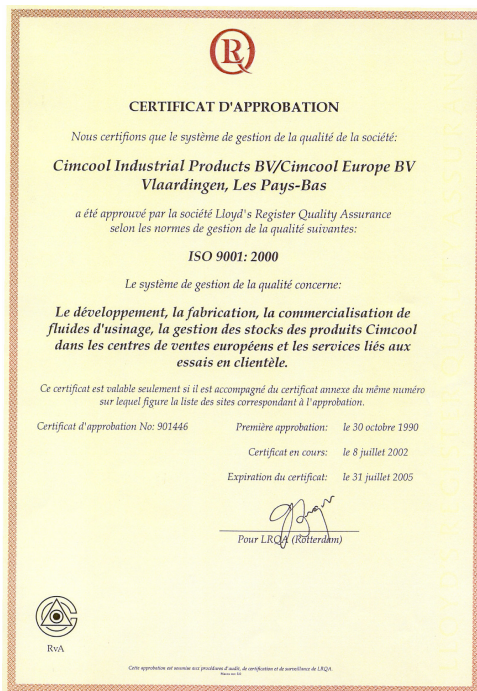 RQ
CERTIFICAT D'APPROBATION
Nous certifions que le système de gestion de la qualité de la société:
Cimcool Industrial Products BV/Cimcool Europe BV
Vlaardingen, Les Pays-Bas
a été approuvé par la société Lloyd's Register Quality Assurance
selon les normes de gestion de la qualité suivantes:
ISO 9001: 2000
Le système de gestion de la qualité concerne:
Le développement, la fabrication, la commercialisation de
fluides d'usinage, la gestion des stocks des produits Cimcool
dans les centres de ventes européens et les services liés aux
essais en clientèle.
Ce certificat est valable seulement si il est accompagné du certificat annexe du même numéro
sur lequel figure la liste des sites correspondant à l'approbation.
Certificat d'approbation No: 901446 Première approbation: le 30 octobre 1990
Certificat en cours: le 8 juillet 2002
Expiration du certificat: le 31 juillet 2005
Pour LRQA (Rotterdam)
RvA
Cette approbation est soumise aux procédures d'audit, de certification et de surveillance de LRQA.